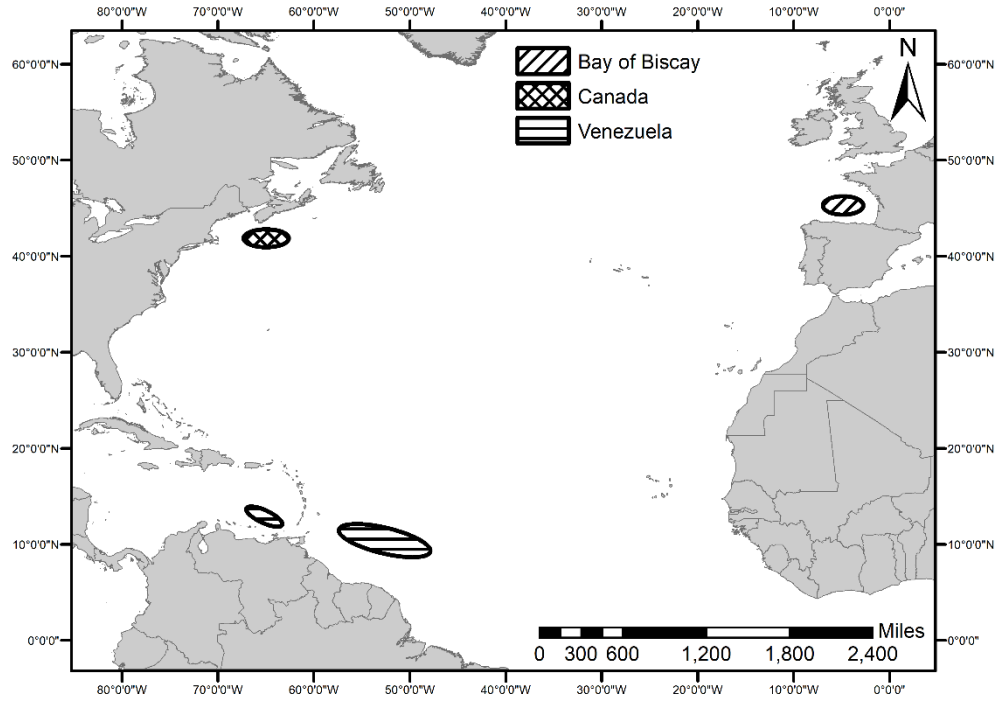 80°0'0"W 70°0'0"W 60°0'0"W 50°0'0"W 40°0'0"W 30°0'0"W 20°0'0"W 10°0'0"W 0°0'0"
N
Bay of Biscay
Canada
Venezuela
60°0'0"N 60°0'0"N
50°0'0"N 50°0'0"N
40°0'0"N 40°0'0"N
30°0'0"N 30°0'0"N
20°0'0"N 20°0'0"N
10°0'0"N 10°0'0"N
0°0'0" 0°0'0"
Miles
0 300 600 1,200 1,800 2,400
80°0'0"W 70°0'0"W 60°0'0"W 50°0'0"W 40°0'0"W 30°0'0"W 20°0'0"W 10°0'0"W 0°0'0"